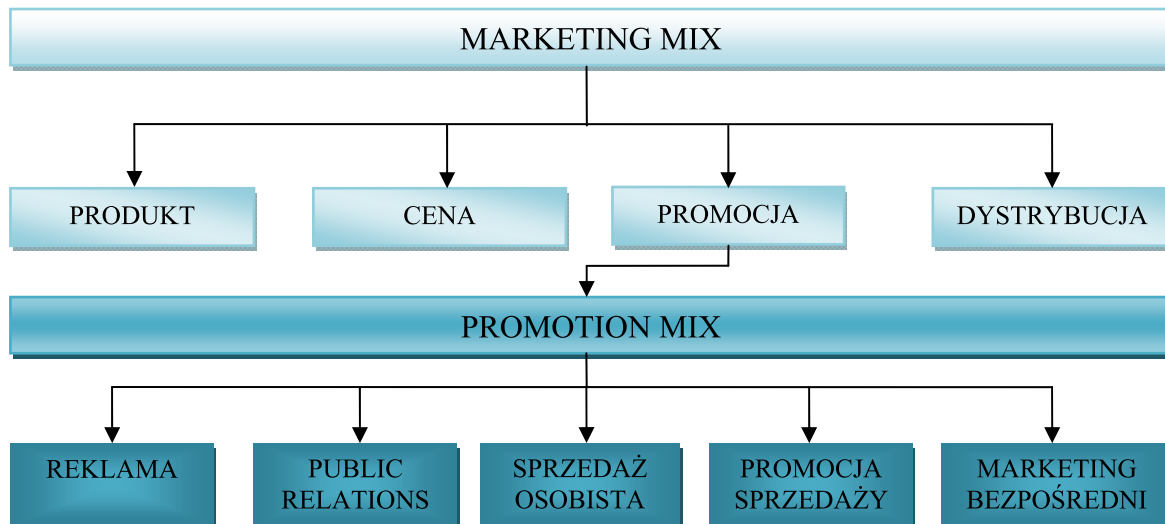 MARKETING MIX
PRODUKT
CENA
PROMOCJA
DYSTRYBUCJA
PROMOTION MIX
REKLAMA
PUBLIC
RELATIONS
SPRZEDAŻ
OSOBISTA
PROMOCJA
SPRZEDAŻY
MARKETING
BEZPOŚREDNI